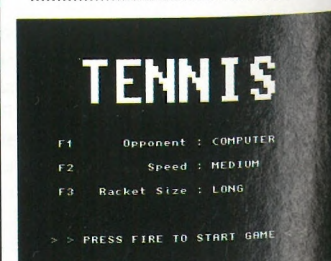 TENNIS
F1 Opponent : COMPUTER
F2 Speed : MEDIUM
F3 Racket Size : LONG
> > PRESS FIRE TO START GAME